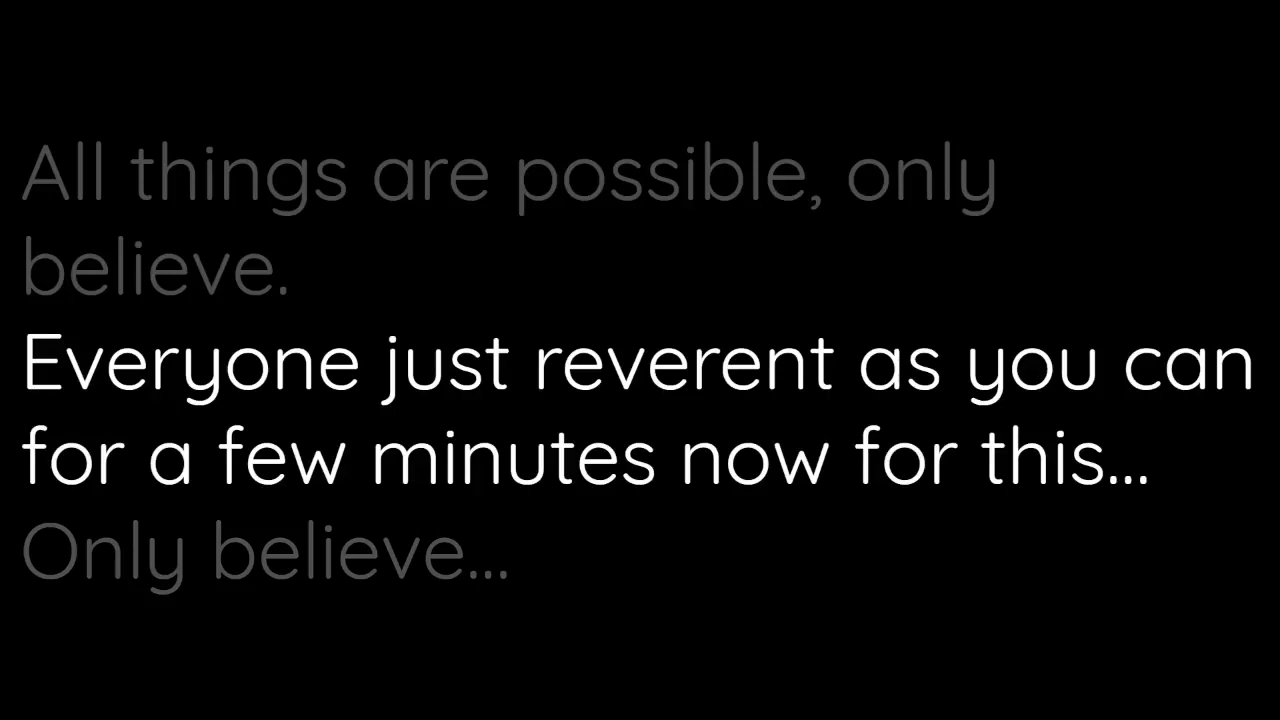 All things are possible, only
believe.
Everyone just reverent as you can
for a few minutes now for this...
Only believe...